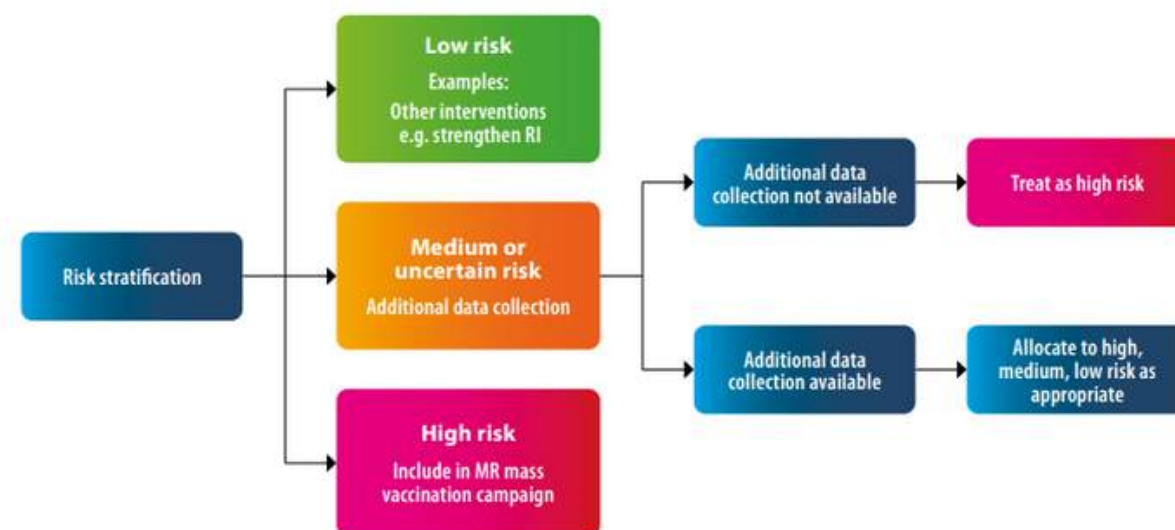 Low risk
Examples:
Other interventions
e.g. strengthen RI
Risk stratification
Medium or
uncertain risk
Additional data collection
High risk
Include in MR mass
vaccination campaign
Additional data
collection not available
Treat as high risk
Additional data
collection available
Allocate to high,
medium, low risk as
appropriate